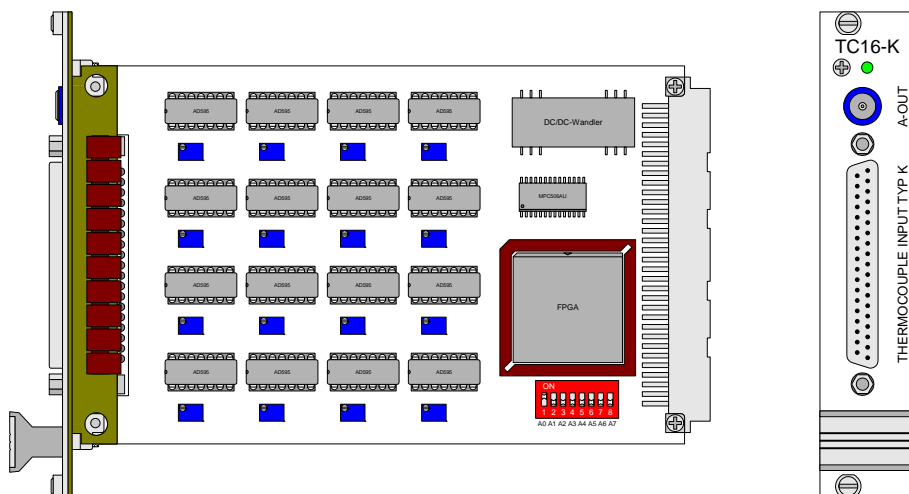 TC16-K
A-OUT
THERMOCOUPLE INPUT TYP K
AD595 AD595 AD595 AD595
DC/DC-Wandler
AD595 AD595 AD595 AD595
MPC506AU
AD595 AD595 AD595 AD595
FPGA
AD595 AD595 AD595 AD595
ON
1 2 3 4 5 6 7 8
A0 A1 A2 A3 A4 A5 A6 A7